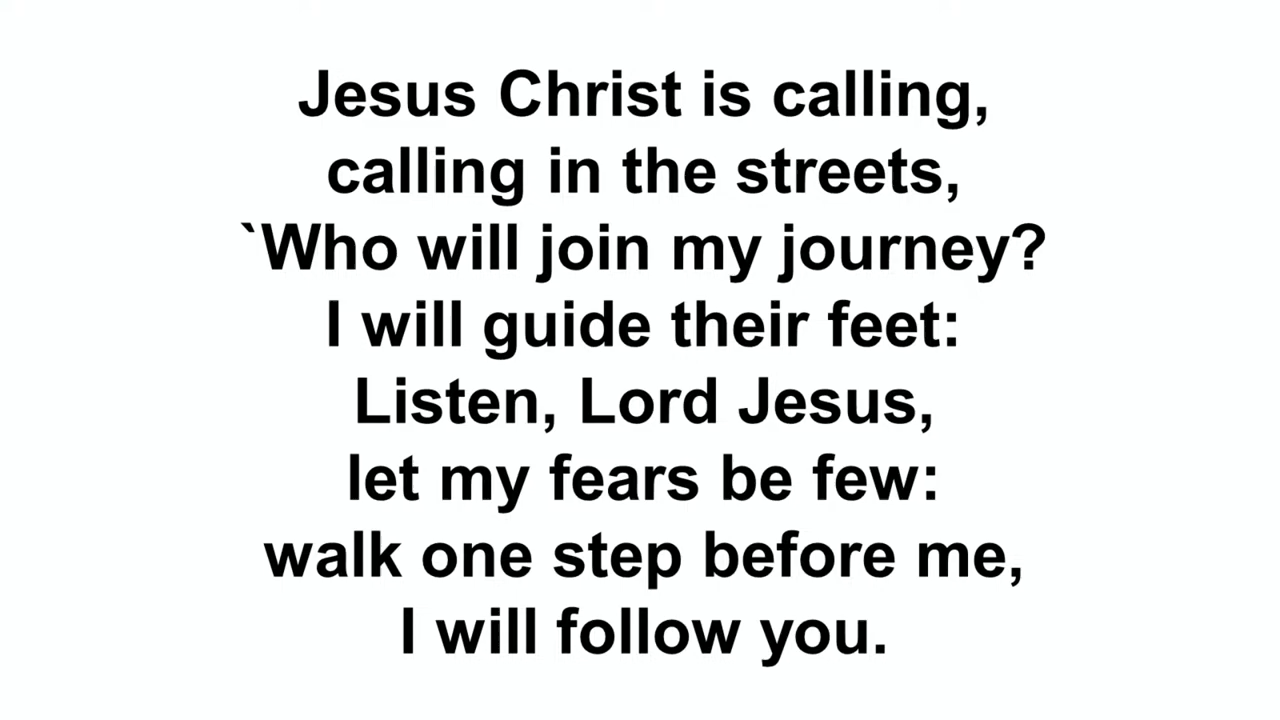 Jesus Christ is calling,
calling in the streets,
`Who will join my journey?
I will guide their feet:
Listen, Lord Jesus,
let my fears be few:
walk one step before me,
I will follow you.